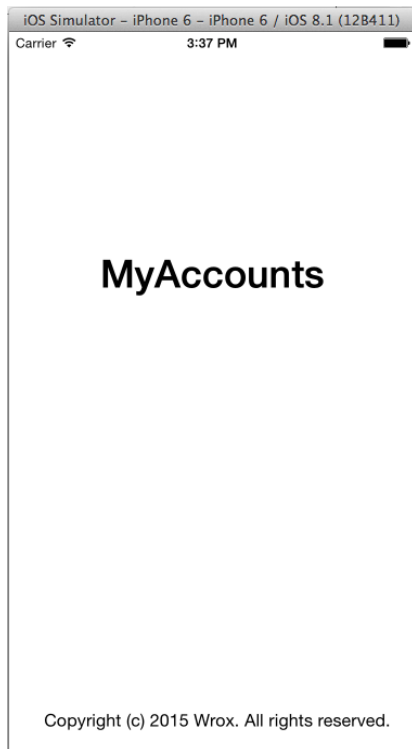 iOS Simulator – iPhone 6 – iPhone 6 / iOS 8.1 (12B411)
Carrier 3:37 PM
MyAccounts
Copyright (c) 2015 Wrox. All rights reserved.